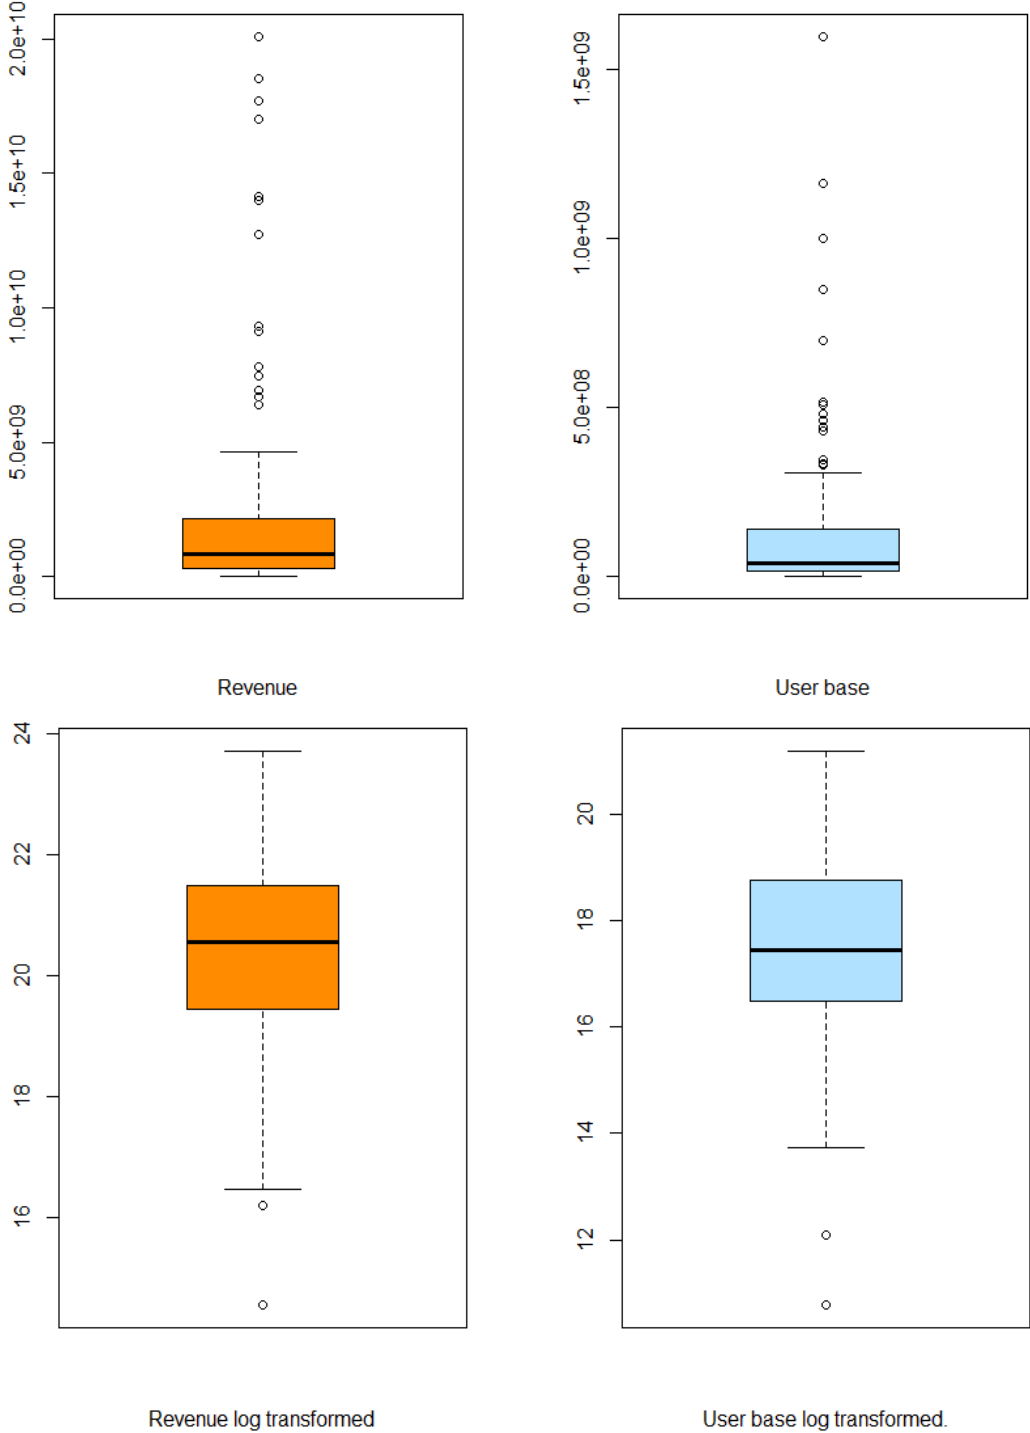 2.0e+10
1.5e+10
1.0e+10
5.0e+09
0.0e+00
Revenue
1.5e+09
1.0e+09
5.0e+08
0.0e+00
User base
24
22
20
18
16
Revenue log transformed
20
18
16
14
12
User base log transformed.